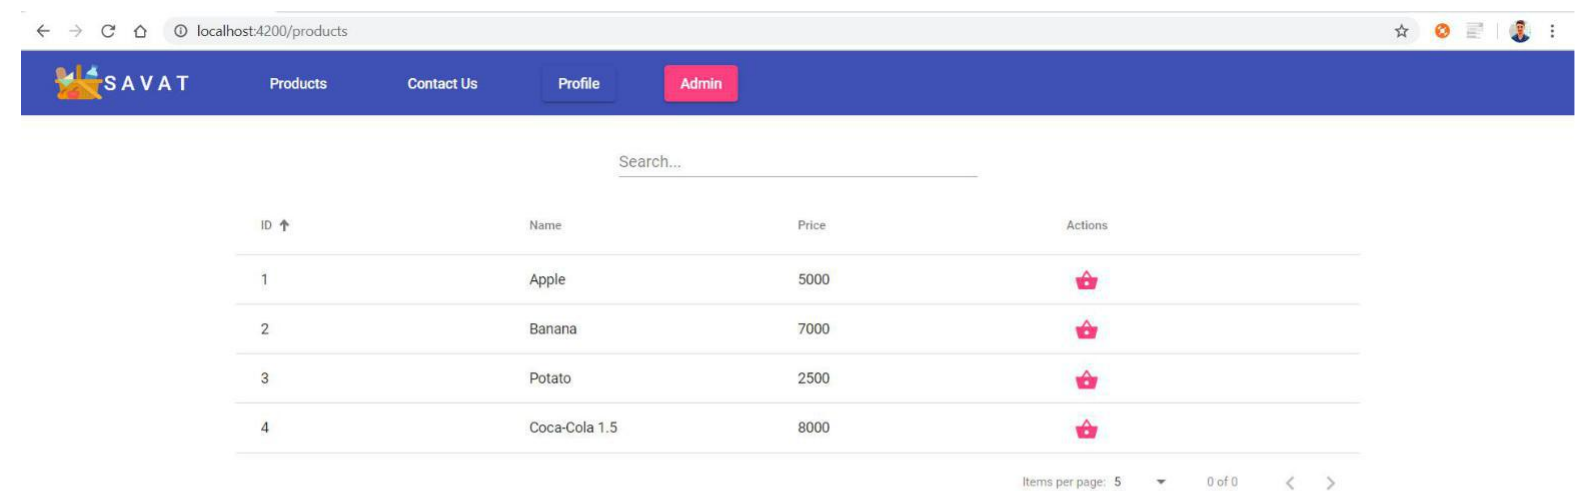 localhost:4200/products
SAVAT Products Contact Us Profile Admin
Search...
ID Name Price Actions
1 Apple 5000
2 Banana 7000
3 Potato 2500
4 Coca-Cola 1.5 8000
Items per page: 5 0 of 0